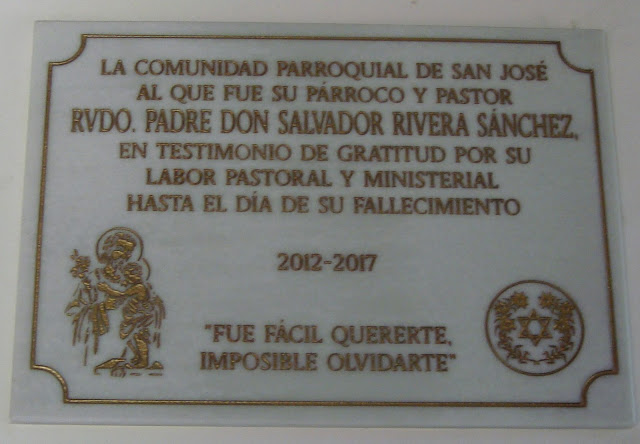 LA COMUNIDAD PARROQUIAL DE SAN JOSÉ
AL QUE FUE SU PÁRROCO Y PASTOR
RVDO. PADRE DON SALVADOR RIVERA SÁNCHEZ,
EN TESTIMONIO DE GRATITUD POR SU
LABOR PASTORAL Y MINISTERIAL
HASTA EL DÍA DE SU FALLECIMIENTO
2012-2017
"FUE FÁCIL QUERERTE,
IMPOSIBLE OLVIDARTE"